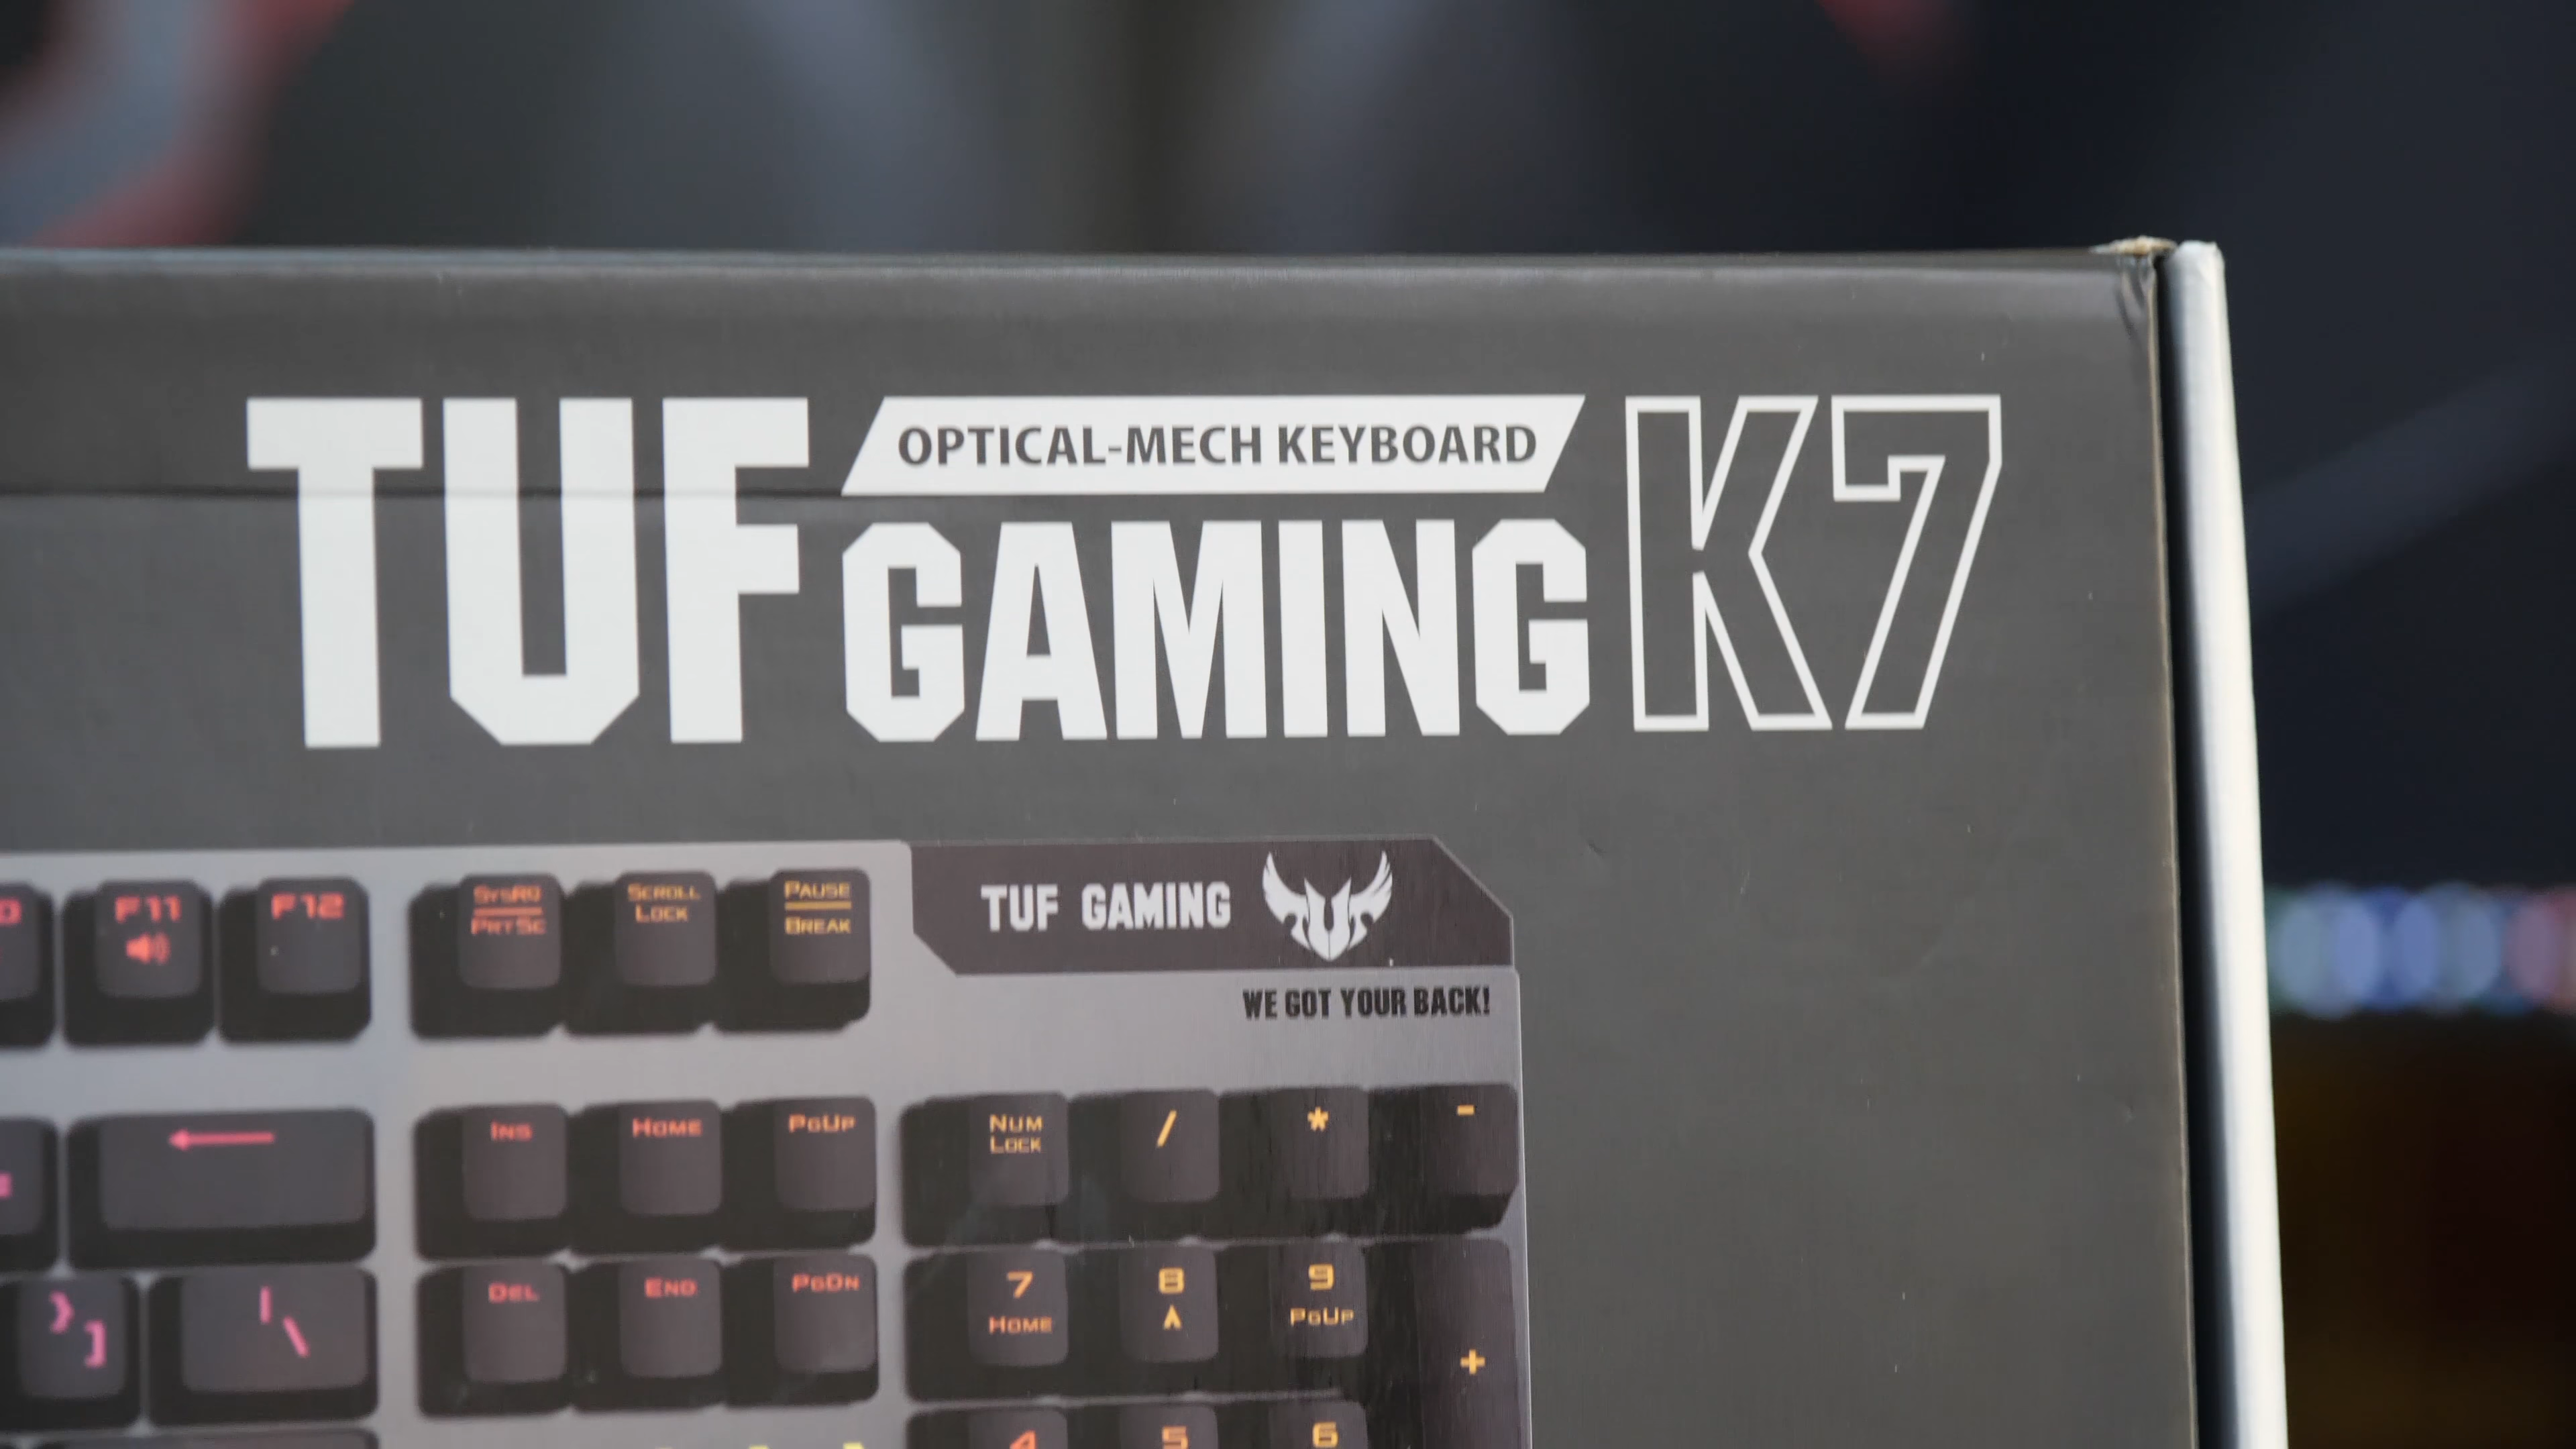 TUF GAMING K7
OPTICAL-MECH KEYBOARD
TUF GAMING
WE GOT YOUR BACK!
F11
F12
SysRq
PrtSc
Scroll
Lock
Pause
Break
Ins
Home
PgUp
Num
Lock
/
*
-
}
]
|
\
Del
End
PgDn
7
Home
8
9
PgUp
+
4
5
6